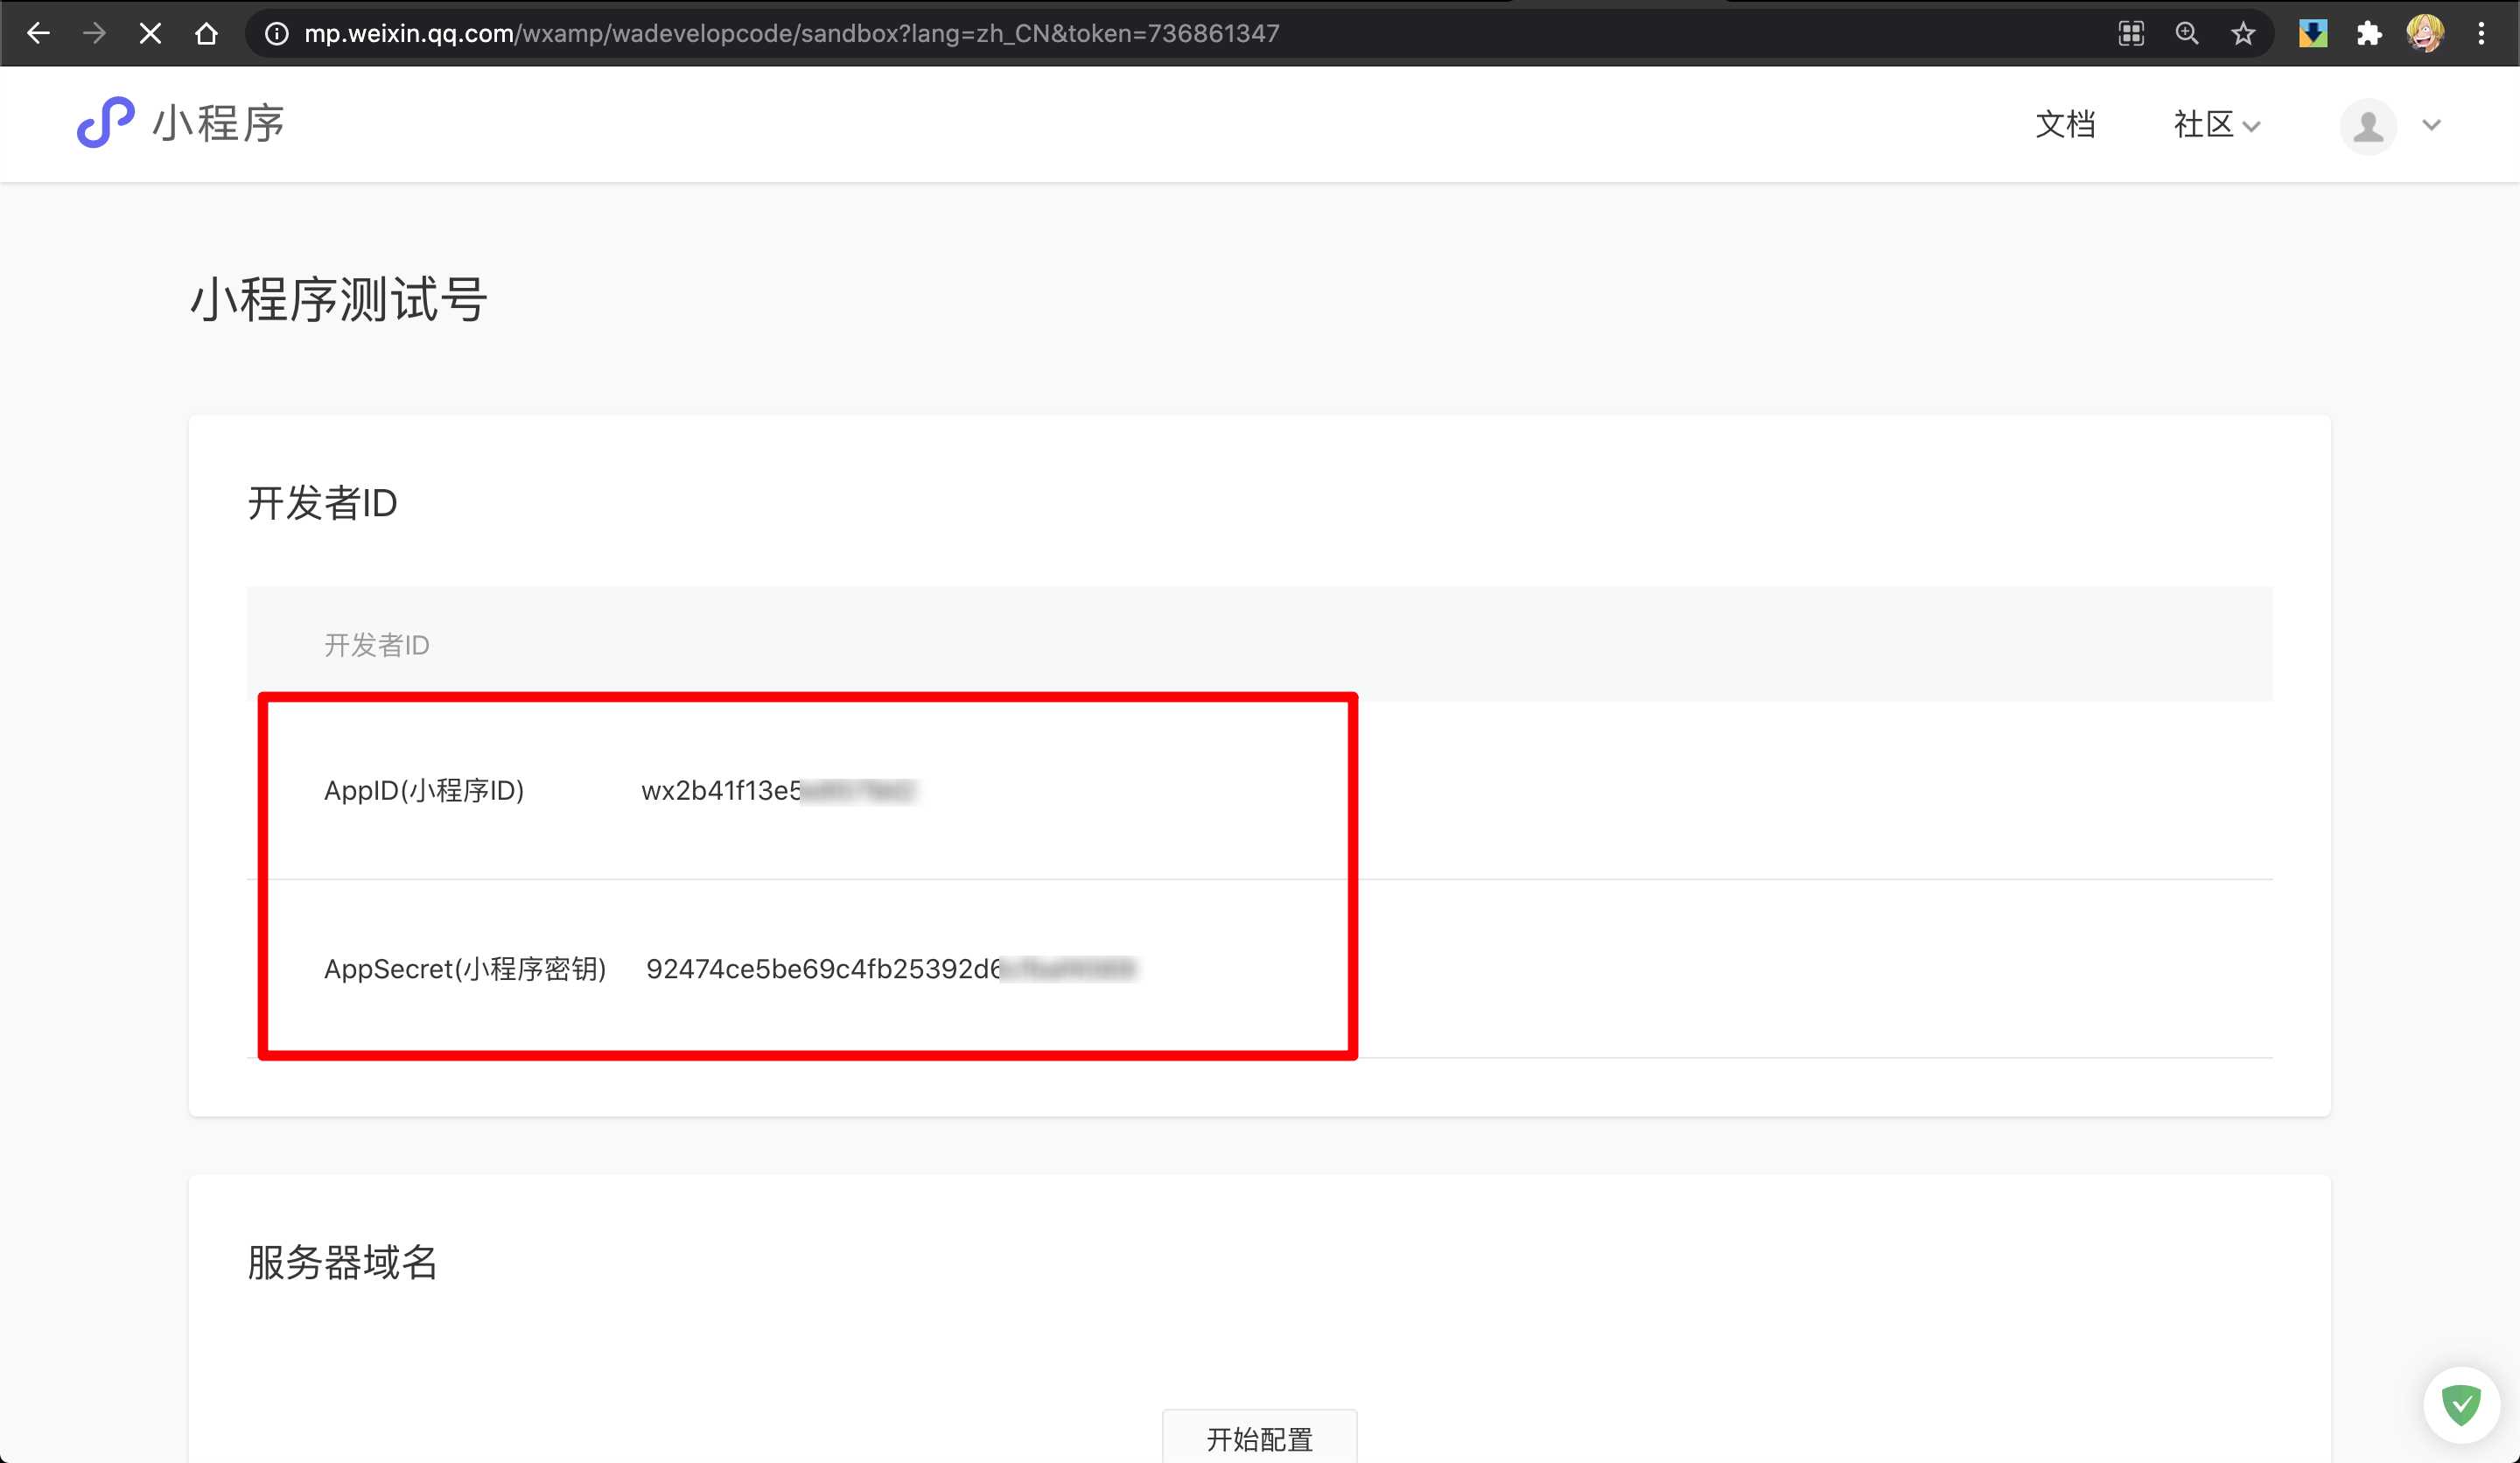 mp.weixin.qq.com/wxamp/wadevelopcode/sandbox?lang=zh_CN&token=736861347
小程序
文档
社区
小程序测试号
开发者ID
开发者ID
AppID(小程序ID) wx2b41f13e5
AppSecret(小程序密钥) 92474ce5be69c4fb25392d6
服务器域名
开始配置